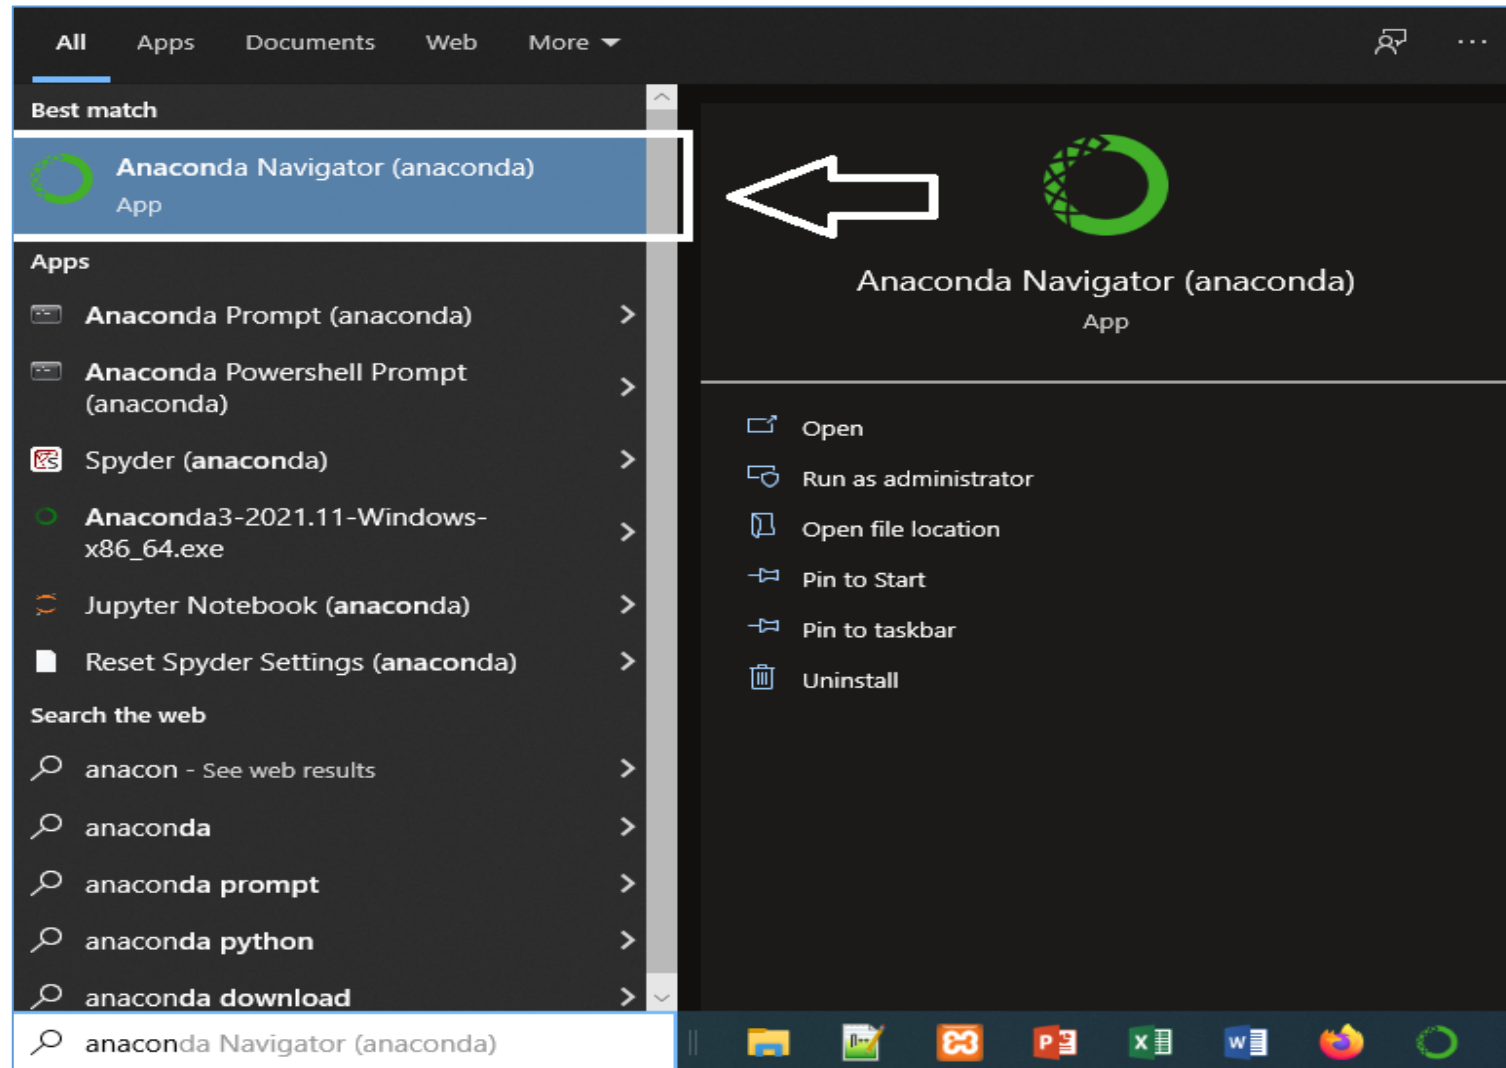 All Apps Documents Web More
Best match
Anaconda Navigator (anaconda)
App
Apps
Anaconda Prompt (anaconda)
Anaconda Powershell Prompt
(anaconda)
Spyder (anaconda)
Anaconda3-2021.11-Windows-
x86_64.exe
Jupyter Notebook (anaconda)
Reset Spyder Settings (anaconda)
Search the web
anacon - See web results
anaconda
anaconda prompt
anaconda python
anaconda download
anaconda Navigator (anaconda)
Anaconda Navigator (anaconda)
App
Open
Run as administrator
Open file location
Pin to Start
Pin to taskbar
Uninstall